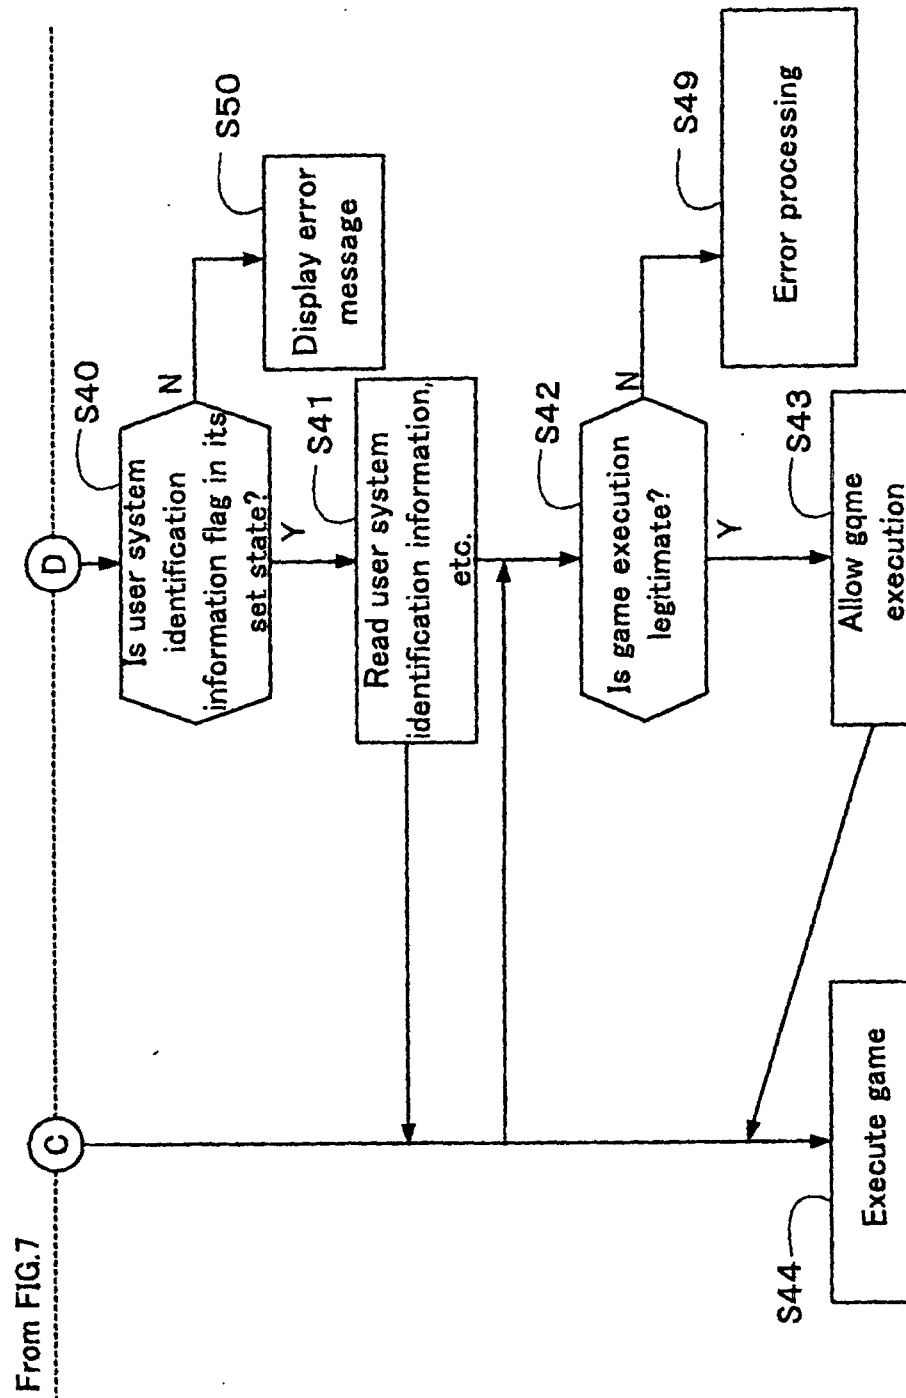 From FIG.7
C
D
S40
Is user system
identification
information flag in its
set state?
N
S50
Display error
message
Y
S41
Read user system
identification information,
etc.
S42
Is game execution
legitimate?
N
S49
Error processing
Y
S43
Allow gqme
execution
S44
Execute game